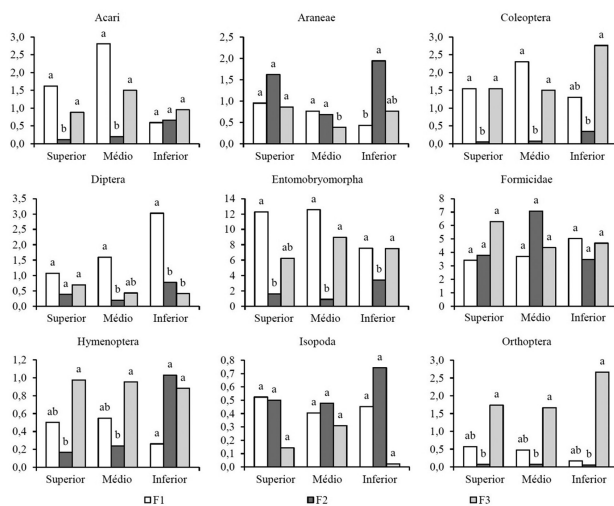 Acari Araneae Coleoptera
3,0 2,5 3,0
2,5 2,0 2,5
2,0 1,5 2,0
1,5 1,0 1,5
1,0 0,5 1,0
0,5 0,0 0,5
0,0 0,0
a b a a b a a a a
a a a a a b b a ab
a b a a b a a b a
Superior Médio Inferior Superior Médio Inferior Superior Médio Inferior
Diptera Entomobryomorpha Formicidae
3,5 14 8
3,0 12 7
2,5 10 6
2,0 8 5
1,5 6 4
1,0 4 3
0,5 2 2
0,0 0 1
0
a a a a b ab a b b
a b ab a b a a a a
a a a a a a a a a
Superior Médio Inferior Superior Médio Inferior Superior Médio Inferior
Hymenoptera Isopoda Orthoptera
1,2 0,8 3,0
1,0 0,7 2,5
0,8 0,6 2,0
0,6 0,5 1,5
0,4 0,4 1,0
0,2 0,3 0,5
0,0 0,2 0,0
0,1
0,0
ab b a ab b a a a a
a a a a a a a a a
ab b a ab b a ab b a
Superior Médio Inferior Superior Médio Inferior Superior Médio Inferior
F1 F2 F3